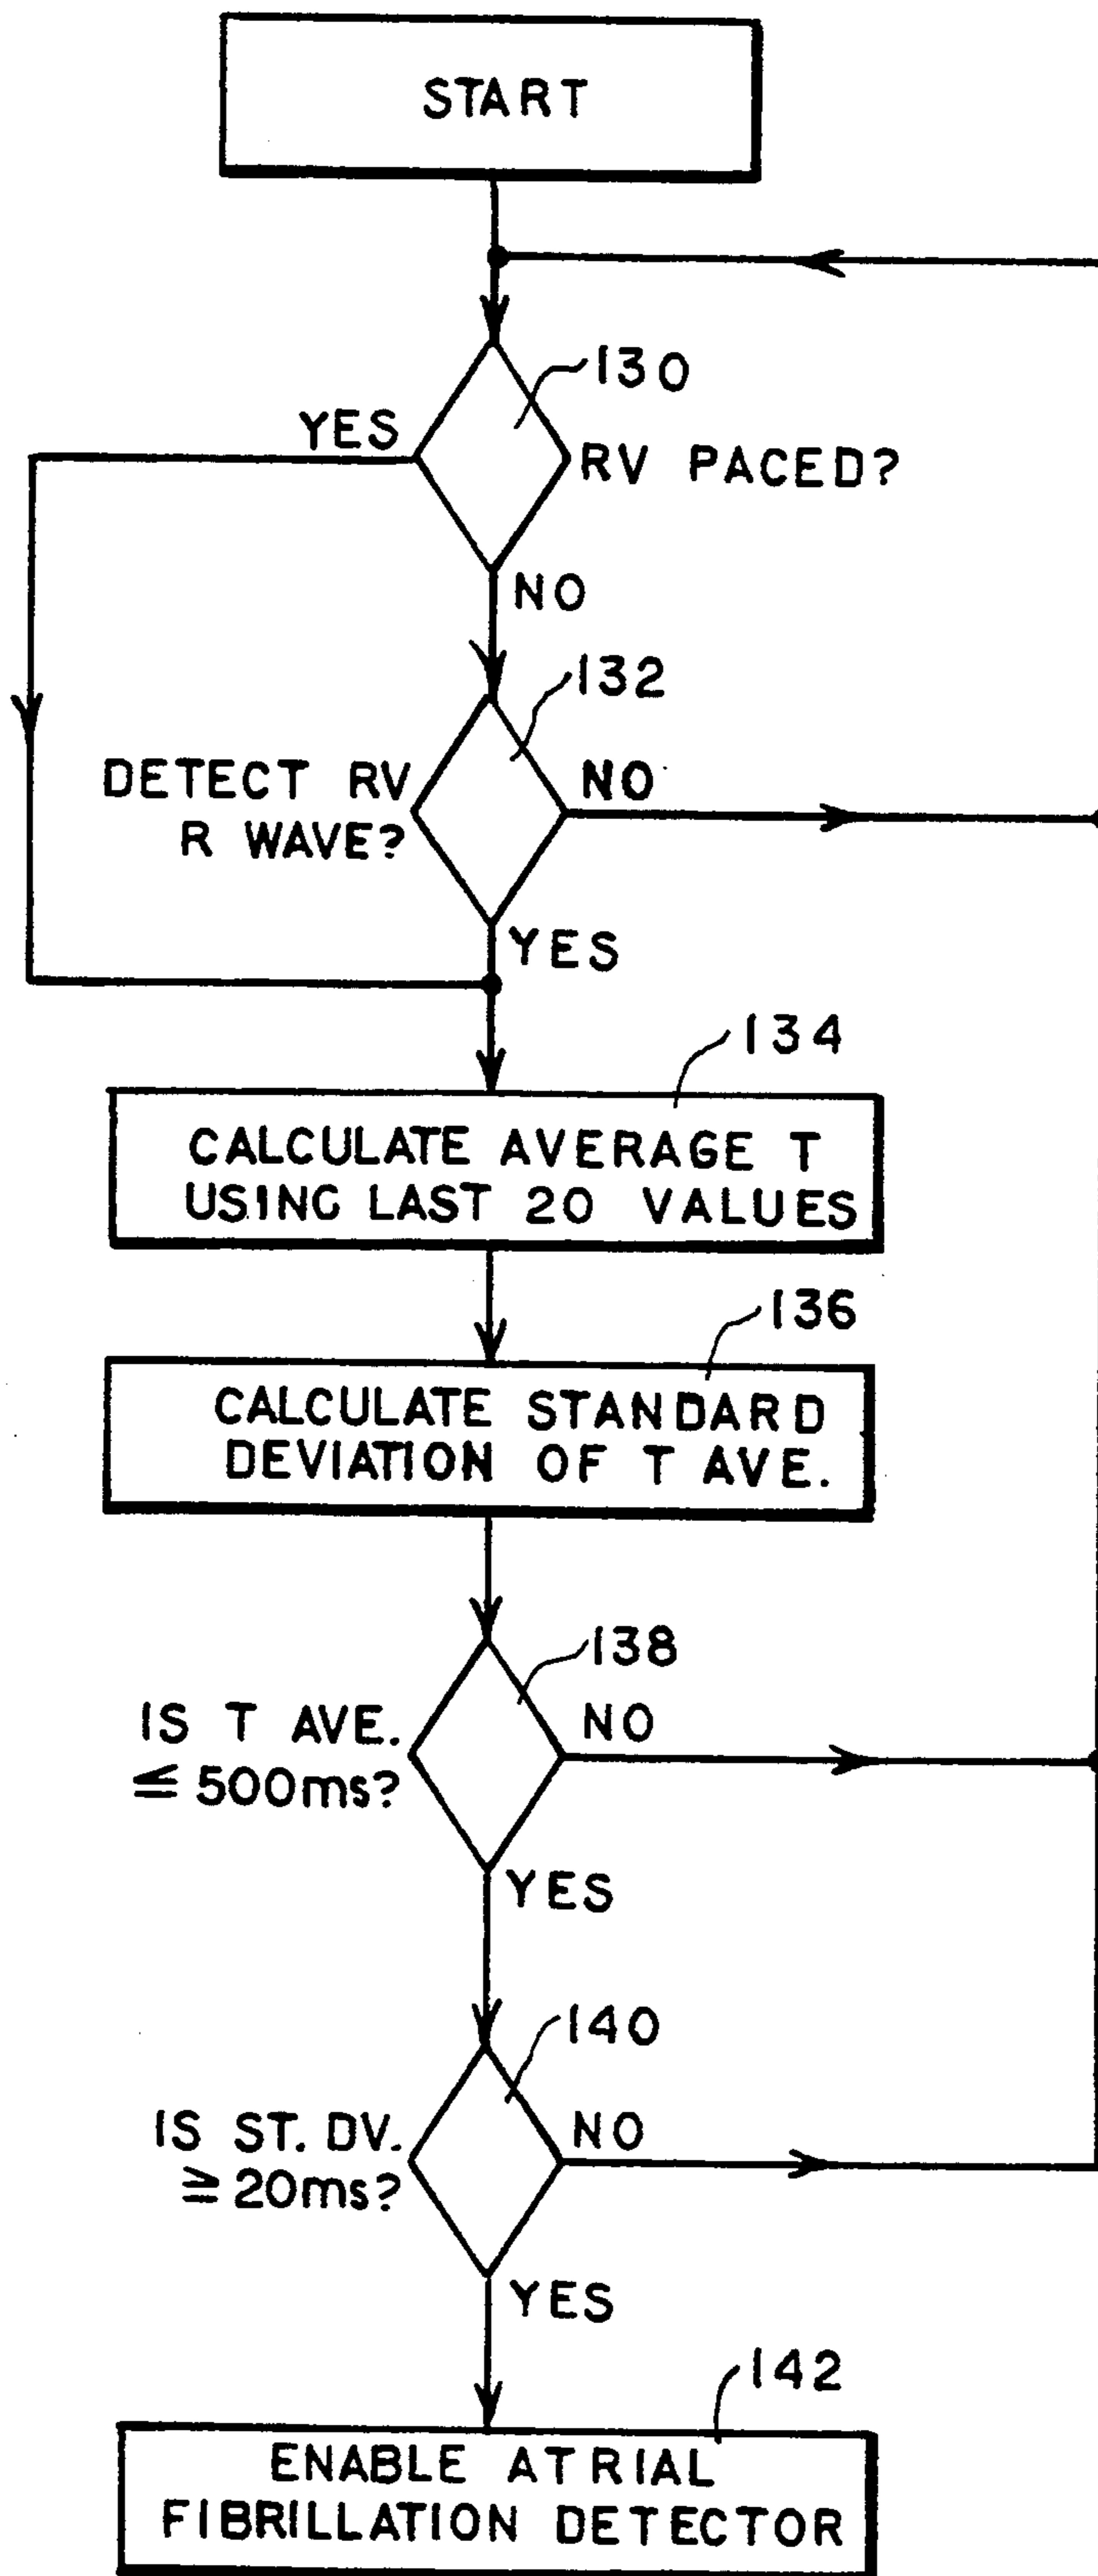 START
130
YES
RV PACED?
NO
132
DETECT RV
R WAVE?
NO
YES
134
CALCULATE AVERAGE T
USING LAST 20 VALUES
136
CALCULATE STANDARD
DEVIATION OF T AVE.
138
IS T AVE.
≤ 500ms?
NO
YES
140
IS ST. DV.
≧ 20ms?
NO
YES
142
ENABLE ATRIAL
FIBRILLATION DETECTOR